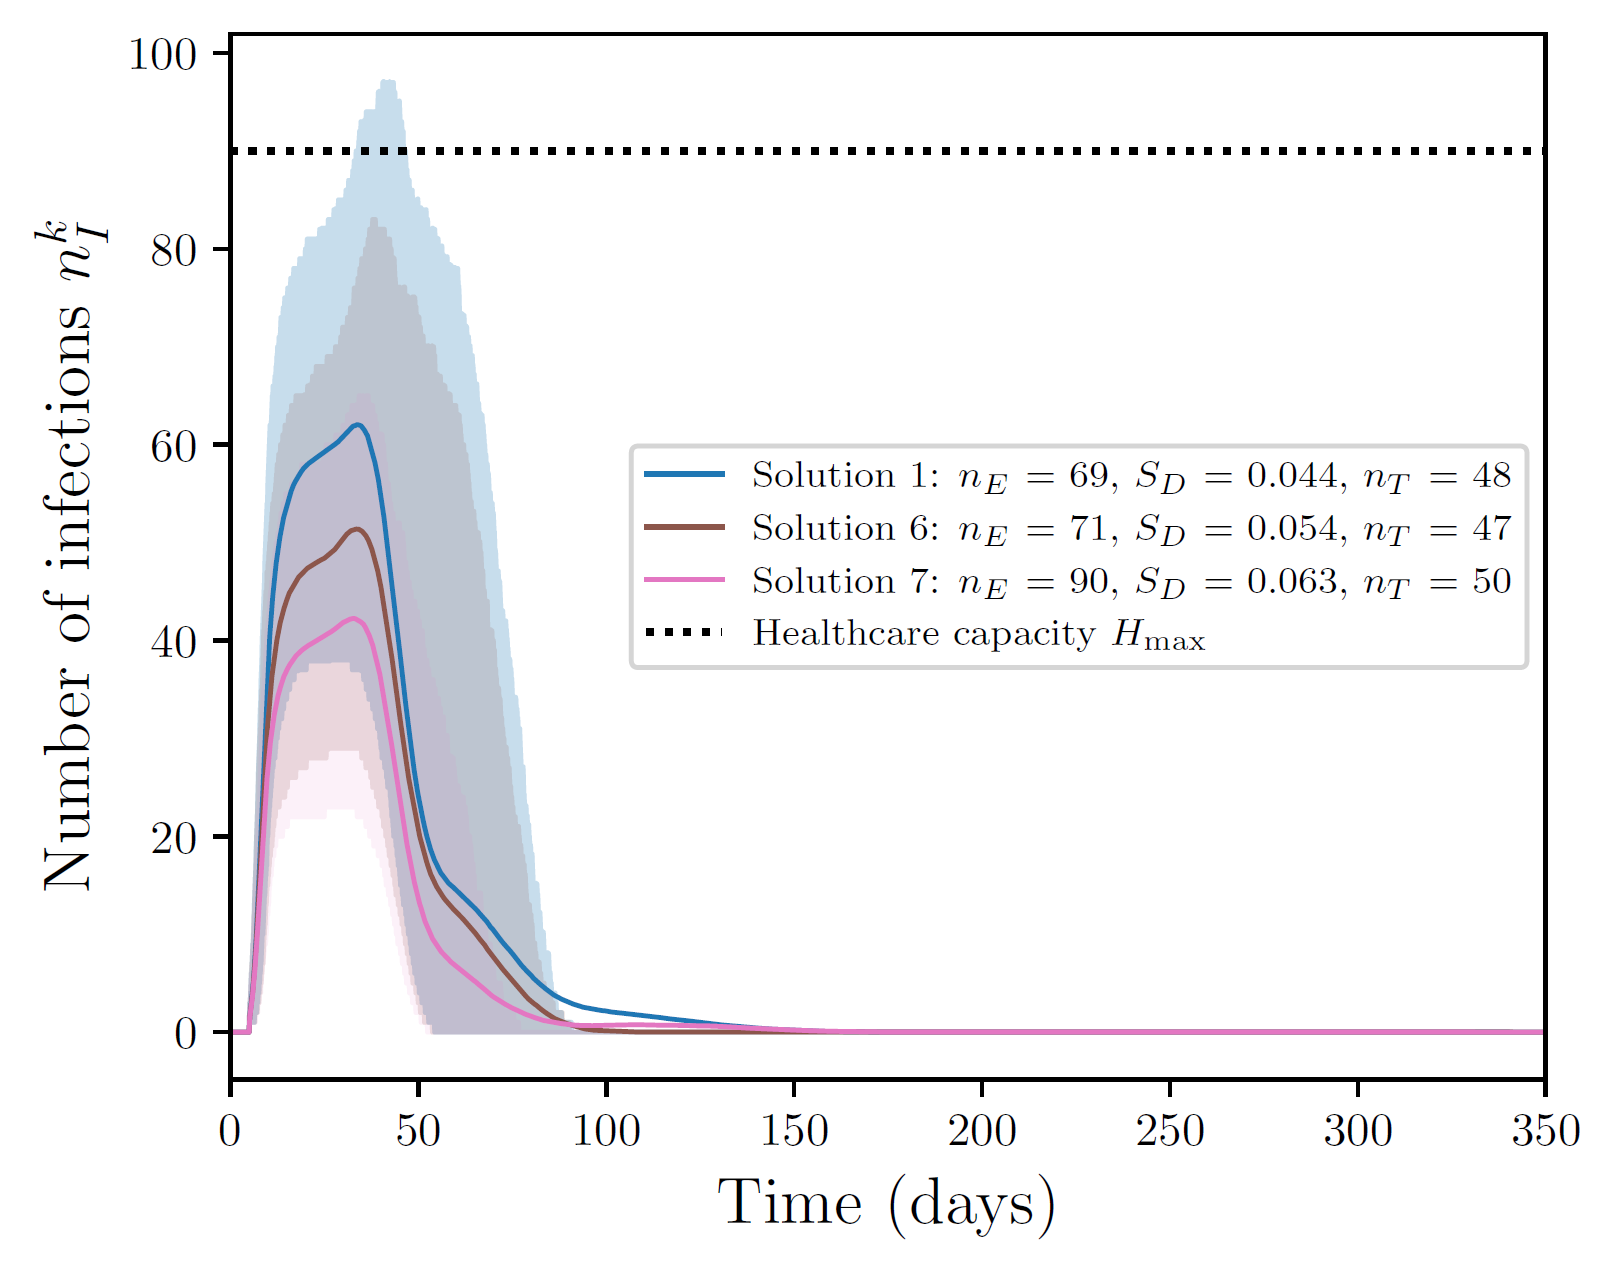 Number of infections $n_I^k$
100
80
60
40
20
0
Solution 1: $n_E$ = 69, $S_D$ = 0.044, $n_T$ = 48
Solution 6: $n_E$ = 71, $S_D$ = 0.054, $n_T$ = 47
Solution 7: $n_E$ = 90, $S_D$ = 0.063, $n_T$ = 50
Healthcare capacity $H_{\max}$
0 50 100 150 200 250 300 350
Time (days)